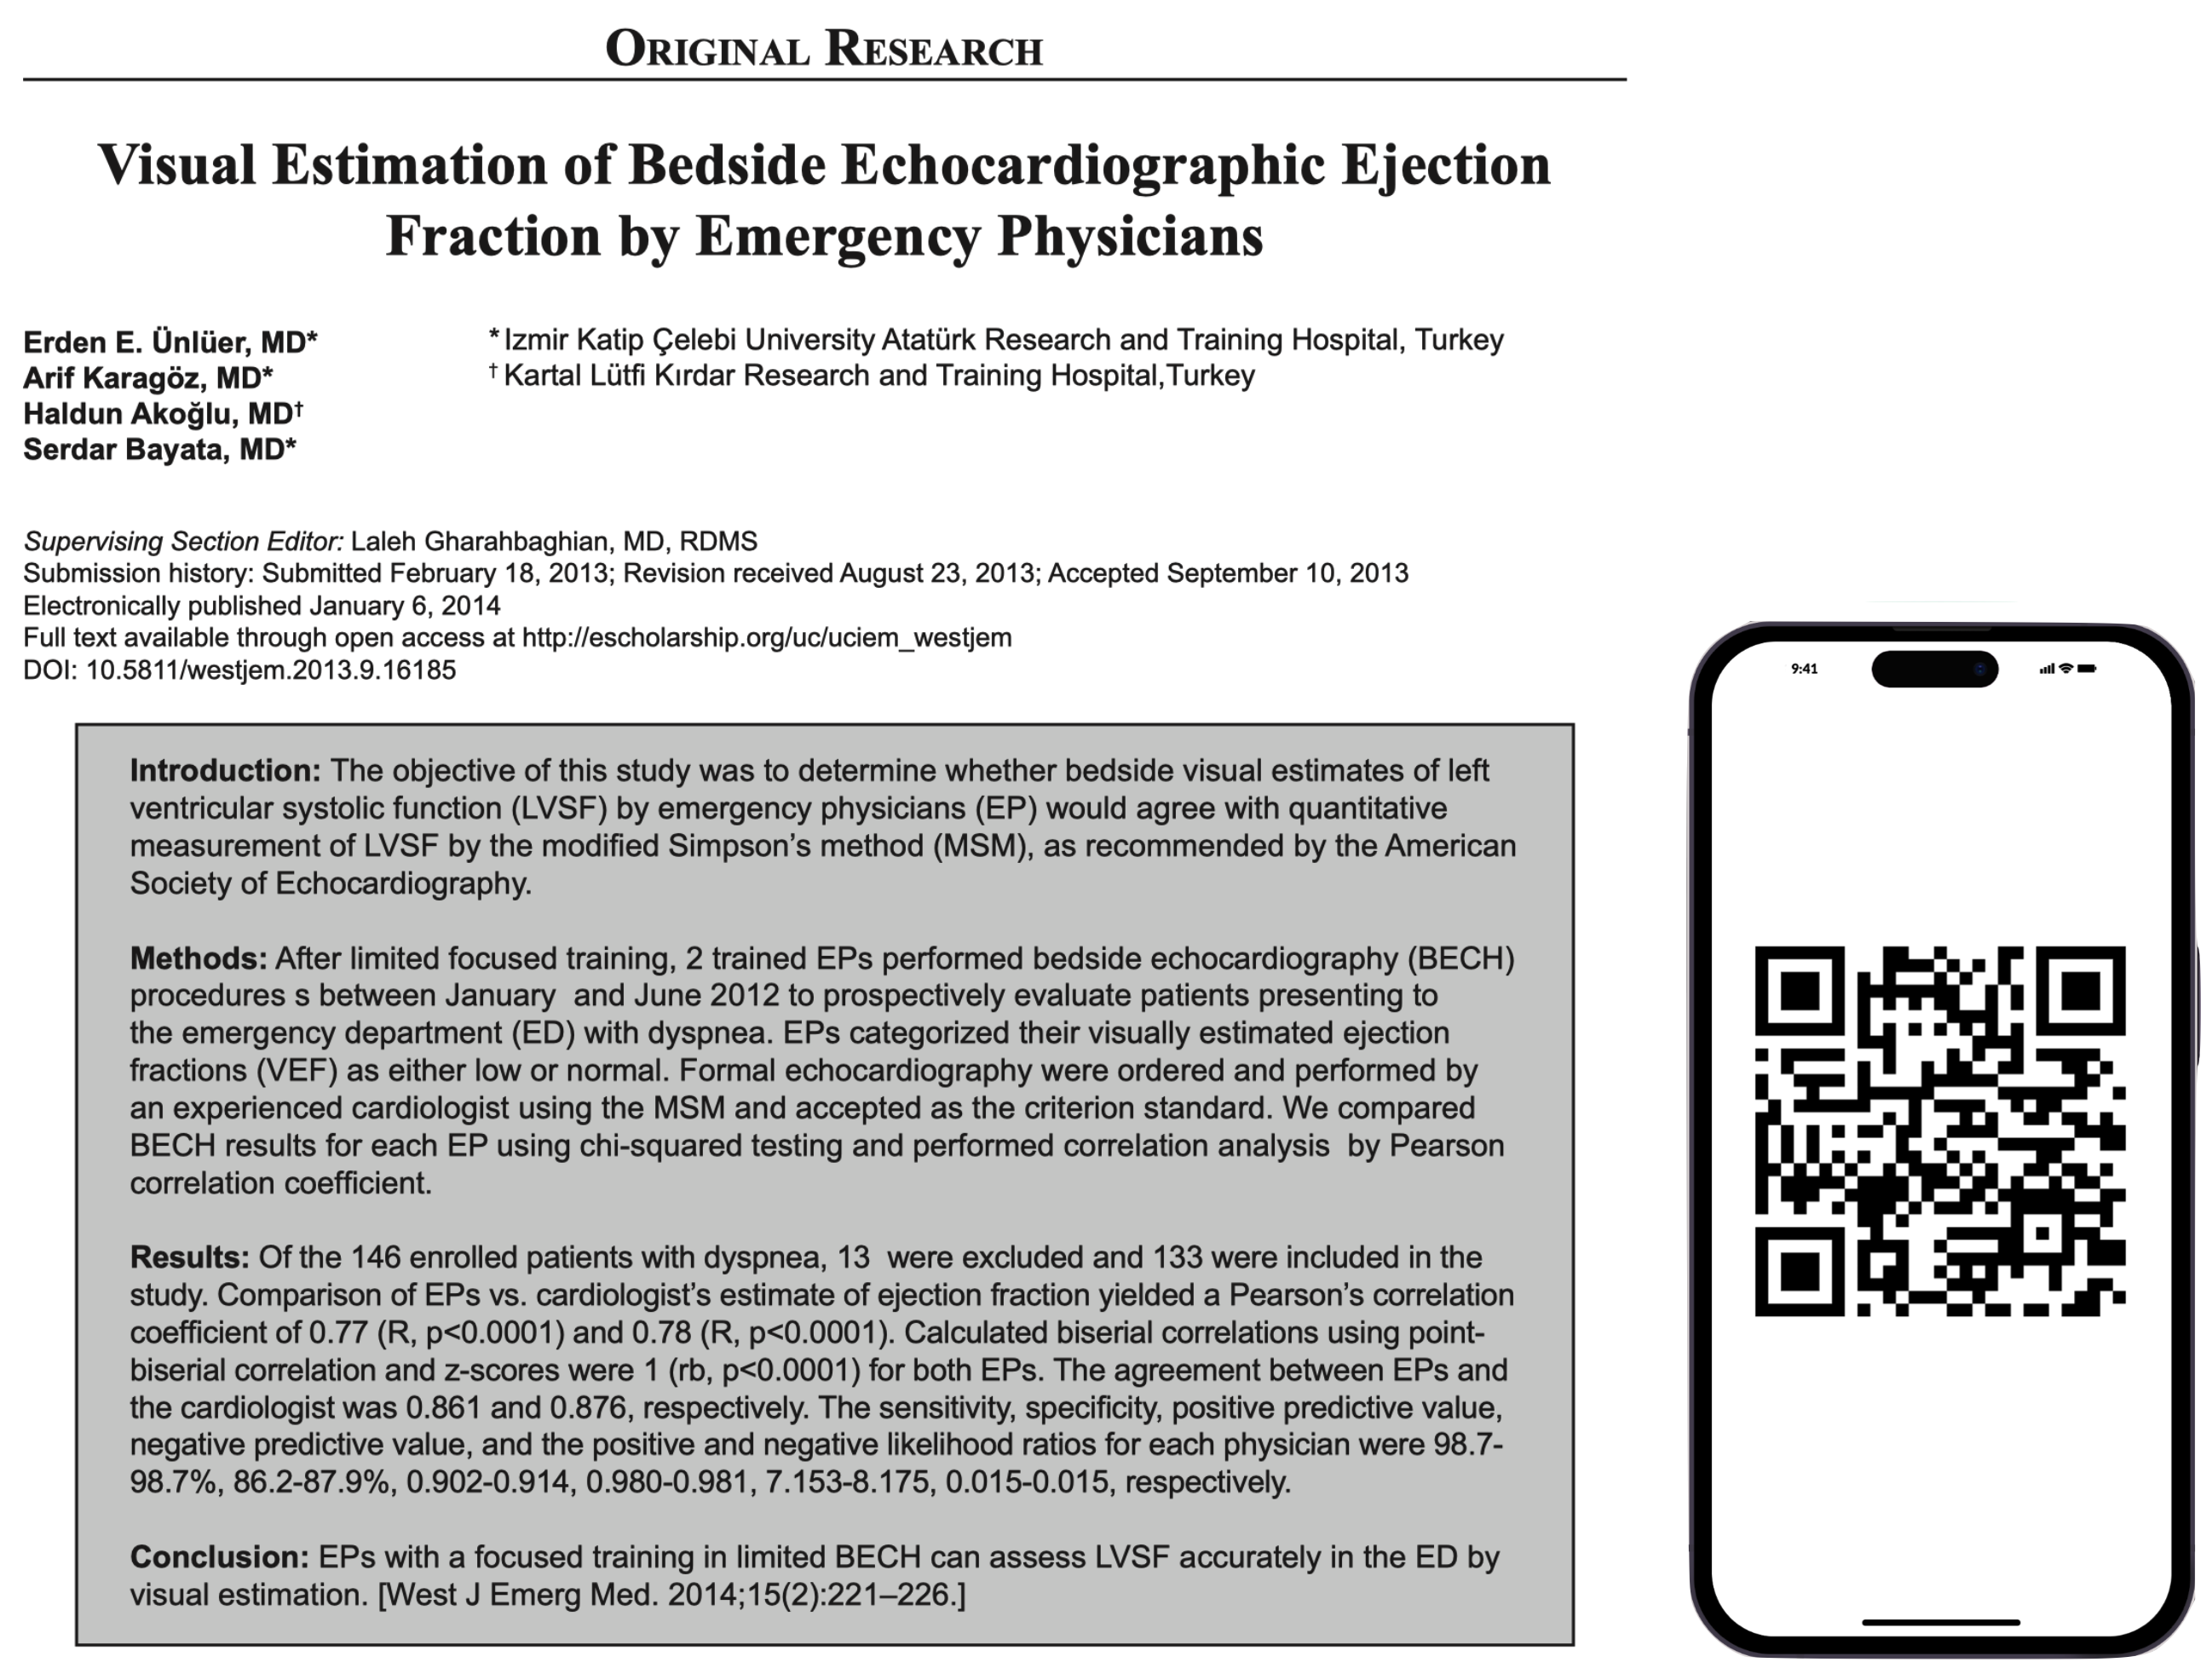 ORIGINAL RESEARCH
Visual Estimation of Bedside Echocardiographic Ejection
Fraction by Emergency Physicians
Erden E. Ünlüer, MD*
Arif Karagöz, MD*
Haldun Akoğlu, MD†
Serdar Bayata, MD*
* Izmir Katip Çelebi University Atatürk Research and Training Hospital, Turkey
† Kartal Lütfi Kırdar Research and Training Hospital,Turkey
Supervising Section Editor: Laleh Gharahbaghian, MD, RDMS
Submission history: Submitted February 18, 2013; Revision received August 23, 2013; Accepted September 10, 2013
Electronically published January 6, 2014
Full text available through open access at http://escholarship.org/uc/uciem_westjem
DOI: 10.5811/westjem.2013.9.16185
Introduction: The objective of this study was to determine whether bedside visual estimates of left
ventricular systolic function (LVSF) by emergency physicians (EP) would agree with quantitative
measurement of LVSF by the modified Simpson's method (MSM), as recommended by the American
Society of Echocardiography.
Methods: After limited focused training, 2 trained EPs performed bedside echocardiography (BECH)
procedures s between January  and June 2012 to prospectively evaluate patients presenting to
the emergency department (ED) with dyspnea. EPs categorized their visually estimated ejection
fractions (VEF) as either low or normal. Formal echocardiography were ordered and performed by
an experienced cardiologist using the MSM and accepted as the criterion standard. We compared
BECH results for each EP using chi-squared testing and performed correlation analysis  by Pearson
correlation coefficient.
Results: Of the 146 enrolled patients with dyspnea, 13  were excluded and 133 were included in the
study. Comparison of EPs vs. cardiologist's estimate of ejection fraction yielded a Pearson's correlation
coefficient of 0.77 (R, p<0.0001) and 0.78 (R, p<0.0001). Calculated biserial correlations using point-
biserial correlation and z-scores were 1 (rb, p<0.0001) for both EPs. The agreement between EPs and
the cardiologist was 0.861 and 0.876, respectively. The sensitivity, specificity, positive predictive value,
negative predictive value, and the positive and negative likelihood ratios for each physician were 98.7-
98.7%, 86.2-87.9%, 0.902-0.914, 0.980-0.981, 7.153-8.175, 0.015-0.015, respectively.
Conclusion: EPs with a focused training in limited BECH can assess LVSF accurately in the ED by
visual estimation. [West J Emerg Med. 2014;15(2):221–226.]
9:41